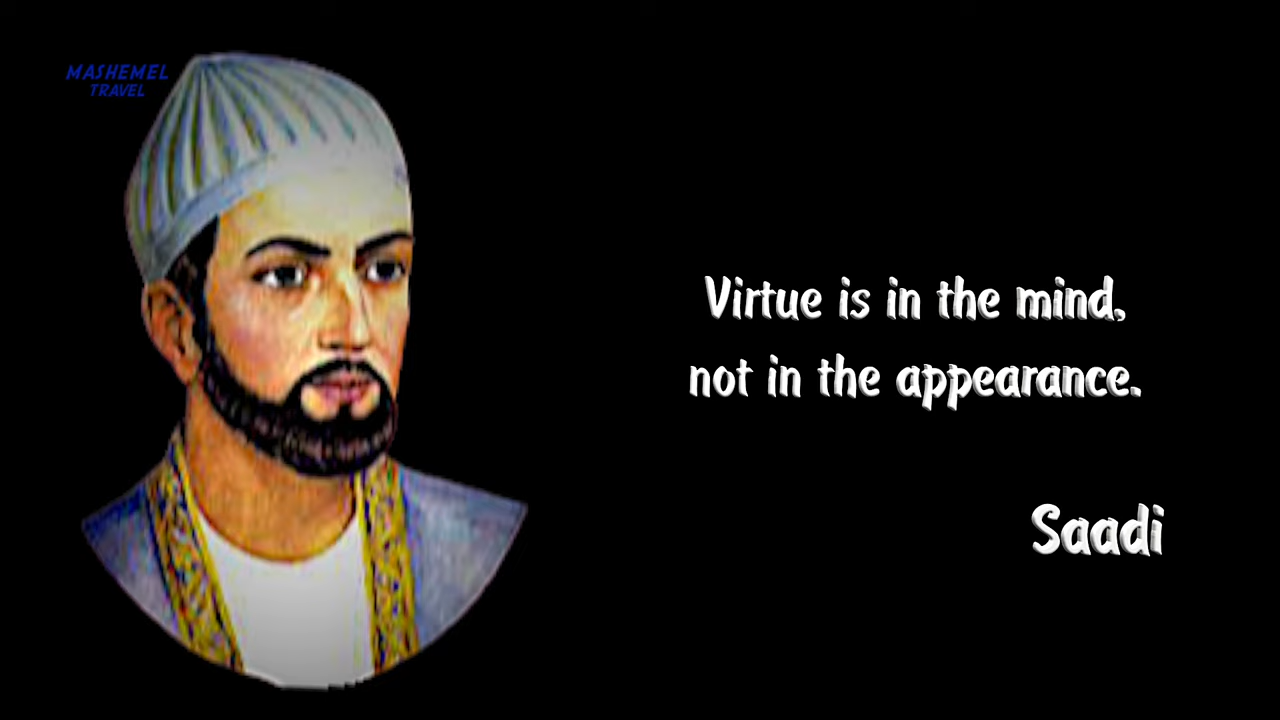 MASHEMEL
TRAVEL
Virtue is in the mind,
not in the appearance.
Saadi